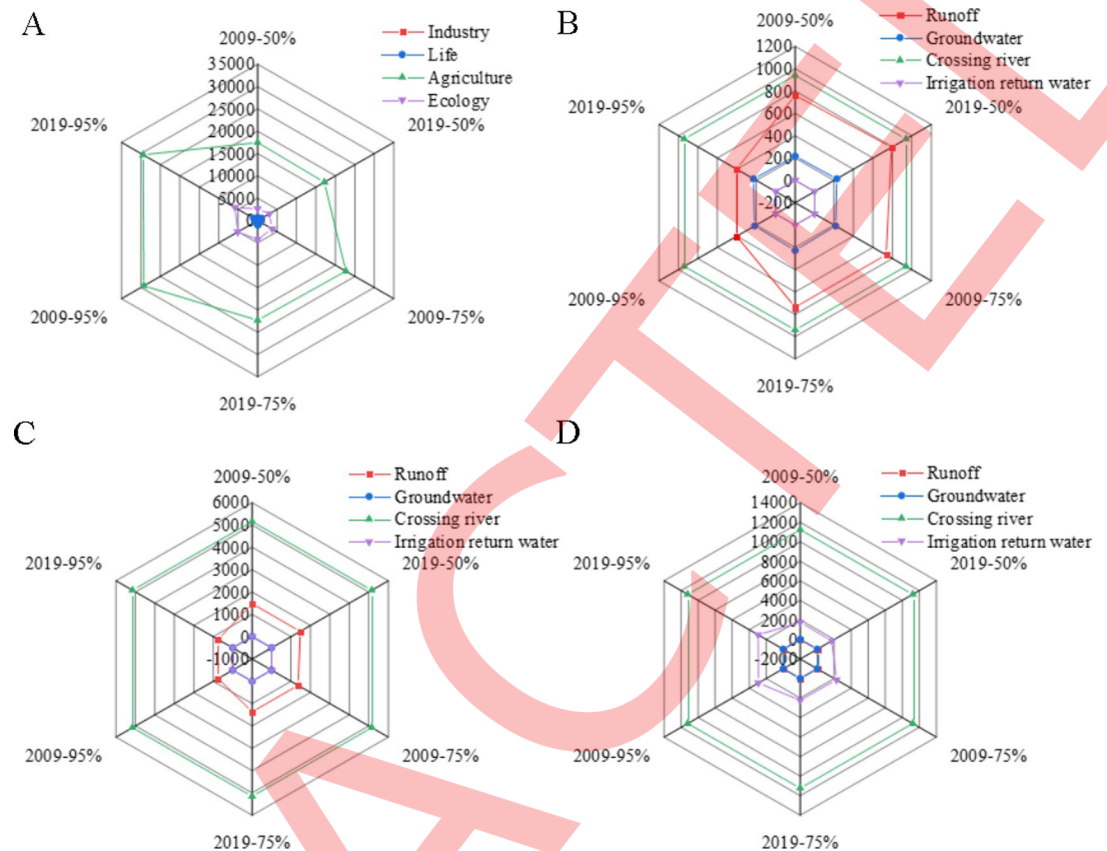 A
2009-50%
35000
30000
25000
20000
15000
10000
5000
0
2019-50%
2009-75%
2019-75%
2009-95%
2019-95%
Industry
Life
Agriculture
Ecology
B
2009-50%
1200
1000
800
600
400
200
0
-200
2019-50%
2009-75%
2019-75%
2009-95%
2019-95%
Runoff
Groundwater
Crossing river
Irrigation return water
C
2009-50%
6000
5000
4000
3000
2000
1000
0
-1000
2019-50%
2009-75%
2019-75%
2009-95%
2019-95%
Runoff
Groundwater
Crossing river
Irrigation return water
D
2009-50%
14000
12000
10000
8000
6000
4000
2000
0
-2000
2019-50%
2009-75%
2019-75%
2009-95%
2019-95%
Runoff
Groundwater
Crossing river
Irrigation return water